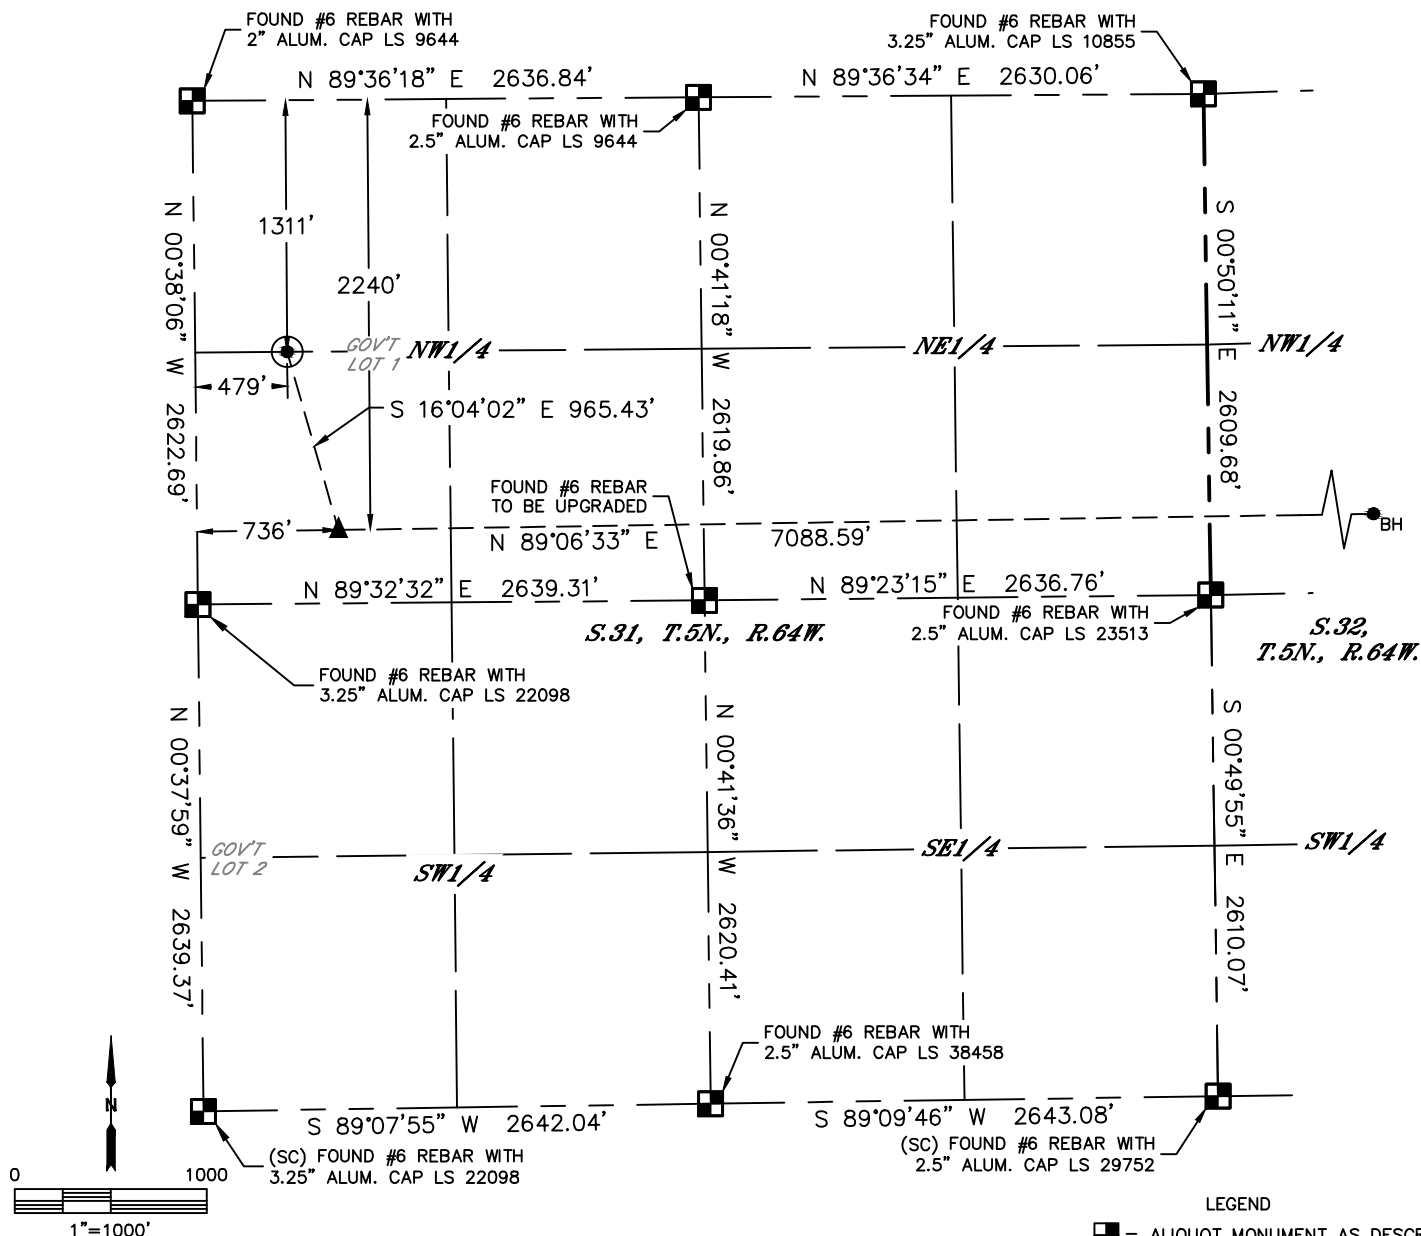 FOUND #6 REBAR WITH
2" ALUM. CAP LS 9644
FOUND #6 REBAR WITH
3.25" ALUM. CAP LS 10855
N 89°36'18" E 2636.84'
N 89°36'34" E 2630.06'
FOUND #6 REBAR WITH
2.5" ALUM. CAP LS 9644
N 00°38'06" W 2622.69'
1311'
2240'
N 00°41'18" W 2619.86'
S 00°50'11" E 2609.68'
GOV'T
LOT 1
NW1/4
NE1/4
NW1/4
479'
S 16°04'02" E 965.43'
FOUND #6 REBAR
TO BE UPGRADED
736'
N 89°06'33" E 7088.59'
BH
N 89°32'32" E 2639.31'
N 89°23'15" E 2636.76'
FOUND #6 REBAR WITH
2.5" ALUM. CAP LS 23513
S.31, T.5N., R.64W.
S.32,
T.5N., R.64W.
FOUND #6 REBAR WITH
3.25" ALUM. CAP LS 22098
N 00°37'59" W 2639.37'
N 00°41'36" W 2620.41'
S 00°49'55" E 2610.07'
GOV'T
LOT 2
SW1/4
SE1/4
SW1/4
FOUND #6 REBAR WITH
2.5" ALUM. CAP LS 38458
N
S 89°07'55" W 2642.04'
S 89°09'46" W 2643.08'
(SC) FOUND #6 REBAR WITH
3.25" ALUM. CAP LS 22098
(SC) FOUND #6 REBAR WITH
2.5" ALUM. CAP LS 29752
0 1000
1"=1000'
LEGEND
= ALIQUOT MONUMENT AS